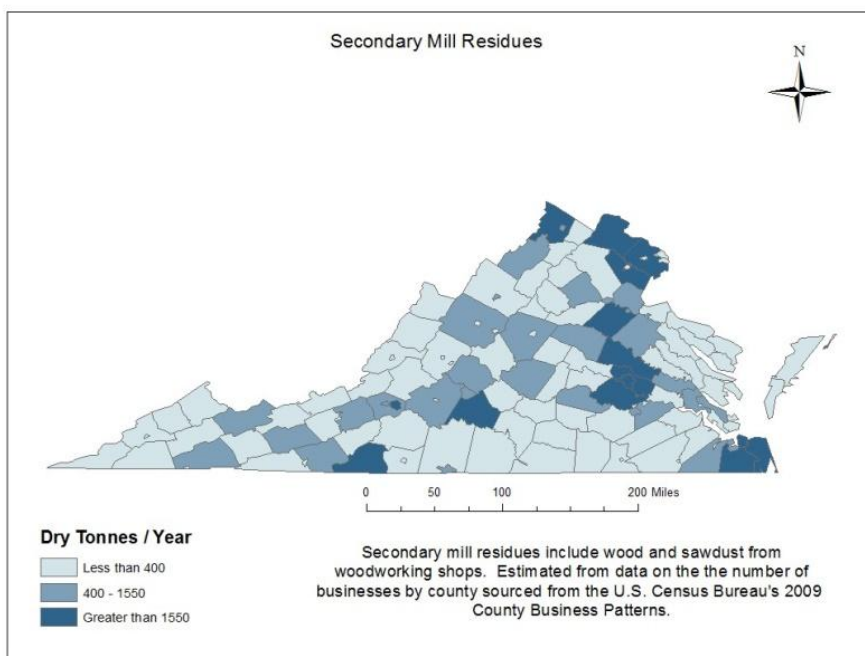 Secondary Mill Residues
N
0 50 100 200 Miles
Dry Tonnes / Year
Less than 400
400 - 1550
Greater than 1550
Secondary mill residues include wood and sawdust from
woodworking shops. Estimated from data on the the number of
businesses by county sourced from the U.S. Census Bureau's 2009
County Business Patterns.